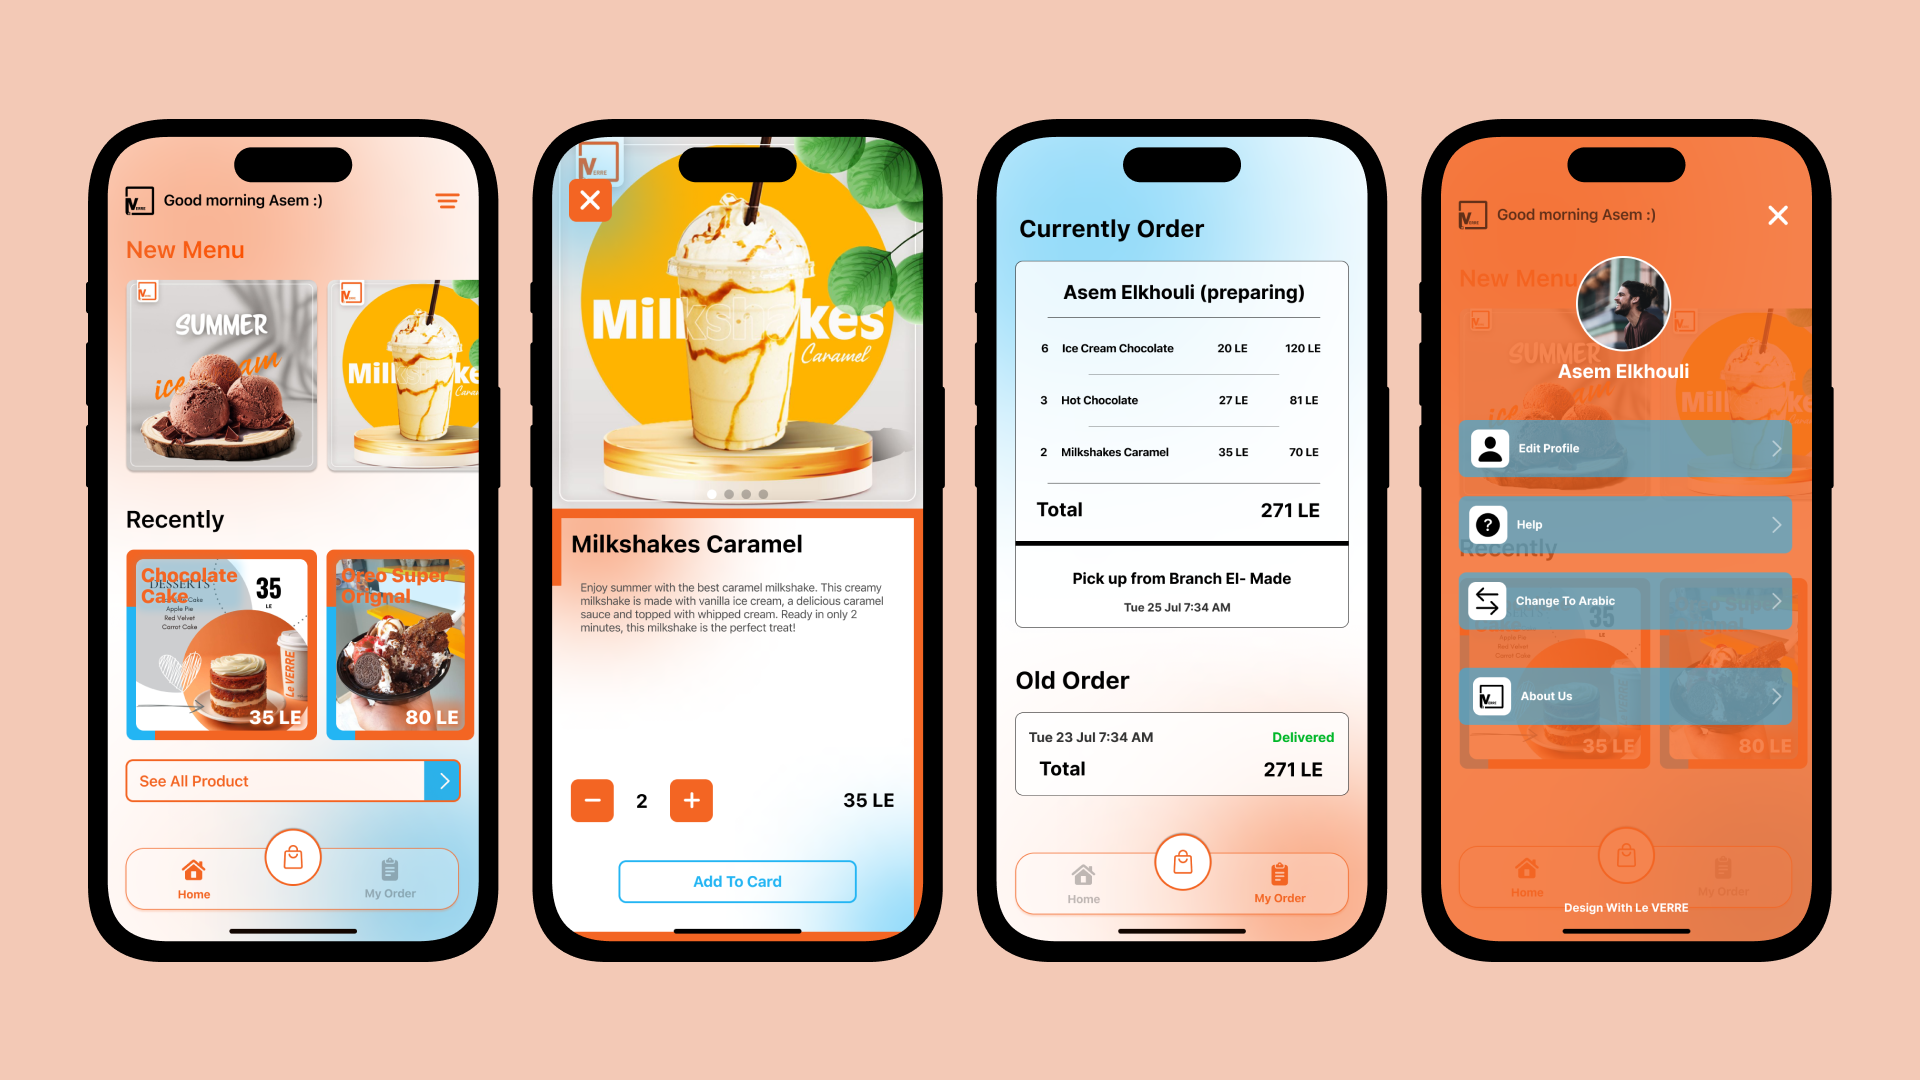 VERRE
Good morning Asem :)
New Menu
SUMMER
ice cream
Milkshakes
Caramel
Recently
Chocolate
Cake
DESSERTS
Cake
Apple Pie
Red Velvet
Carrot Cake
35
LE
Le VERRE
35 LE
Oreo Super
Orignal
80 LE
See All Product
Home
My Order
VERRE
Milkshakes
Caramel
Milkshakes Caramel
Enjoy summer with the best caramel milkshake. This creamy
milkshake is made with vanilla ice cream, a delicious caramel
sauce and topped with whipped cream. Ready in only 2
minutes, this milkshake is the perfect treat!
2
35 LE
Add To Card
Currently Order
Asem Elkhouli (preparing)
6 Ice Cream Chocolate 20 LE 120 LE
3 Hot Chocolate 27 LE 81 LE
2 Milkshakes Caramel 35 LE 70 LE
Total 271 LE
Pick up from Branch El- Made
Tue 25 Jul 7:34 AM
Old Order
Tue 23 Jul 7:34 AM Delivered
Total 271 LE
Home
My Order
VERRE
Good morning Asem :)
New Menu
SUMMER
Asem Elkhouli
Edit Profile
Help
Recently
Change To Arabic
About Us
35 LE
80 LE
Home
My Order
Design With Le VERRE